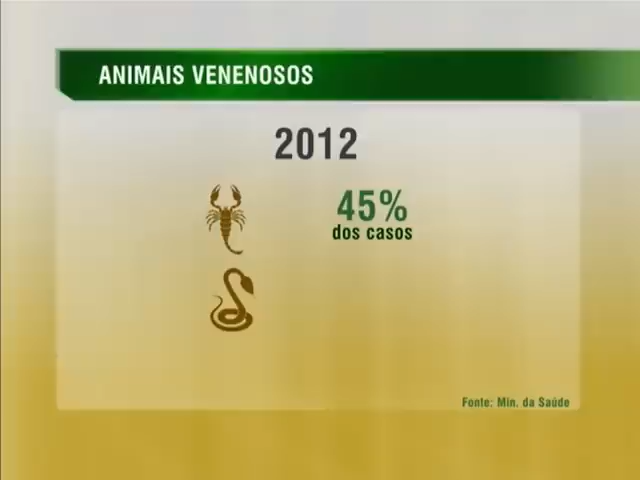 ANIMAIS VENENOSOS
2012
45%
dos casos
Fonte: Min. da Saúde